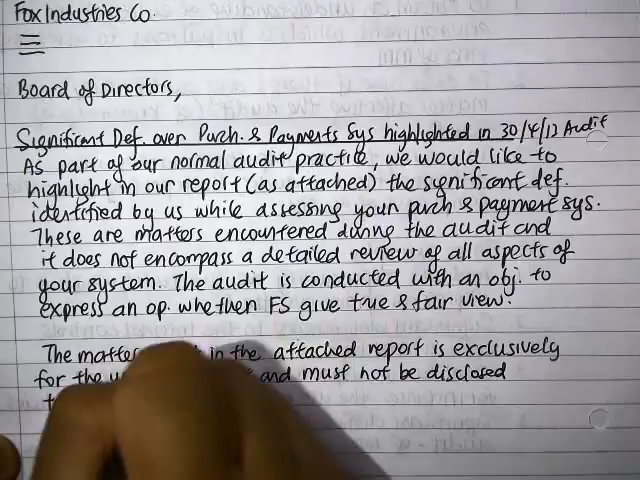 Fox Industries Co.
Board of Directors,
Significant Def. over Purch. & Payments Sys highlighted in 30/4/12 Audit
As part of our normal audit practice, we would like to
highlight in our report (as attached) the significant def.
identified by us while assessing your purch & payment sys.
These are matters encountered during the audit and
it does not encompass a detailed review of all aspects of
your system. The audit is conducted with an obj. to
express an op. whether FS give true & fair view.
The matter in the attached report is exclusively
for the and must not be disclosed